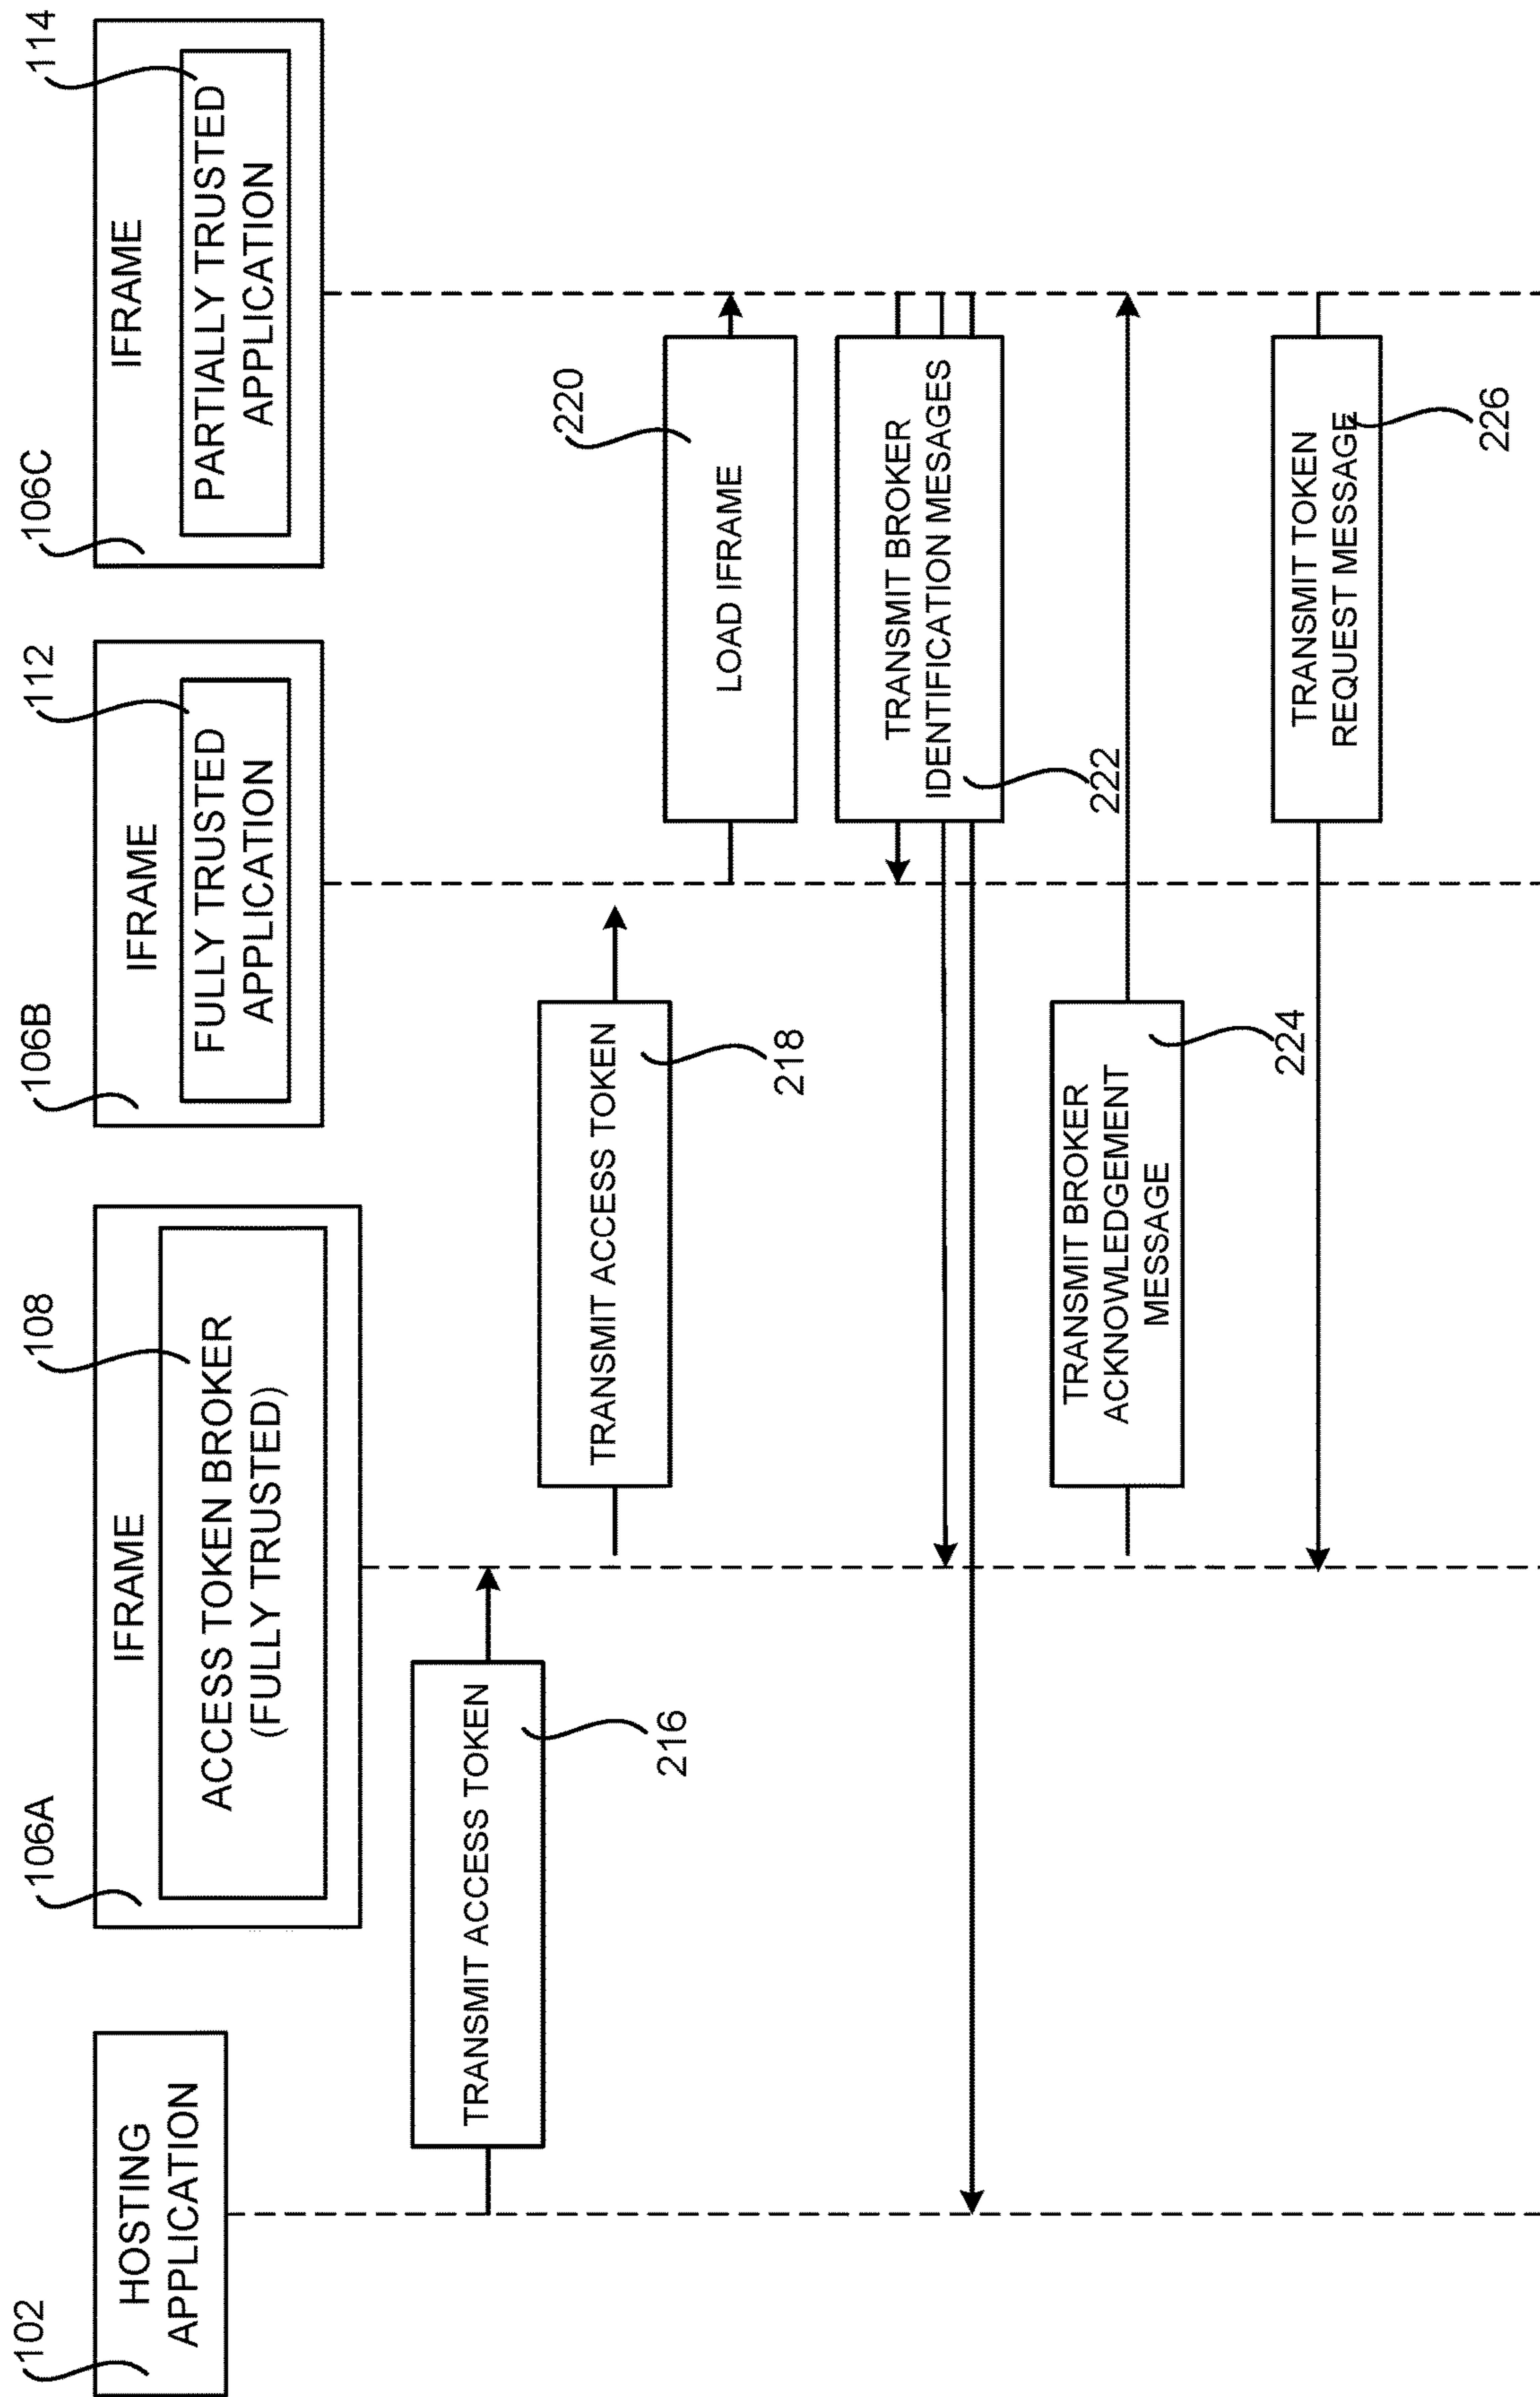 102
HOSTING
APPLICATION
106A
108
IFRAME
ACCESS TOKEN BROKER
(FULLY TRUSTED)
106B
112
IFRAME
FULLY TRUSTED
APPLICATION
106C
114
IFRAME
PARTIALLY TRUSTED
APPLICATION
TRANSMIT ACCESS TOKEN
216
TRANSMIT ACCESS TOKEN
218
220
LOAD IFRAME
TRANSMIT BROKER
IDENTIFICATION MESSAGES
222
TRANSMIT BROKER
ACKNOWLEDGEMENT
MESSAGE
224
TRANSMIT TOKEN
REQUEST MESSAGE
226